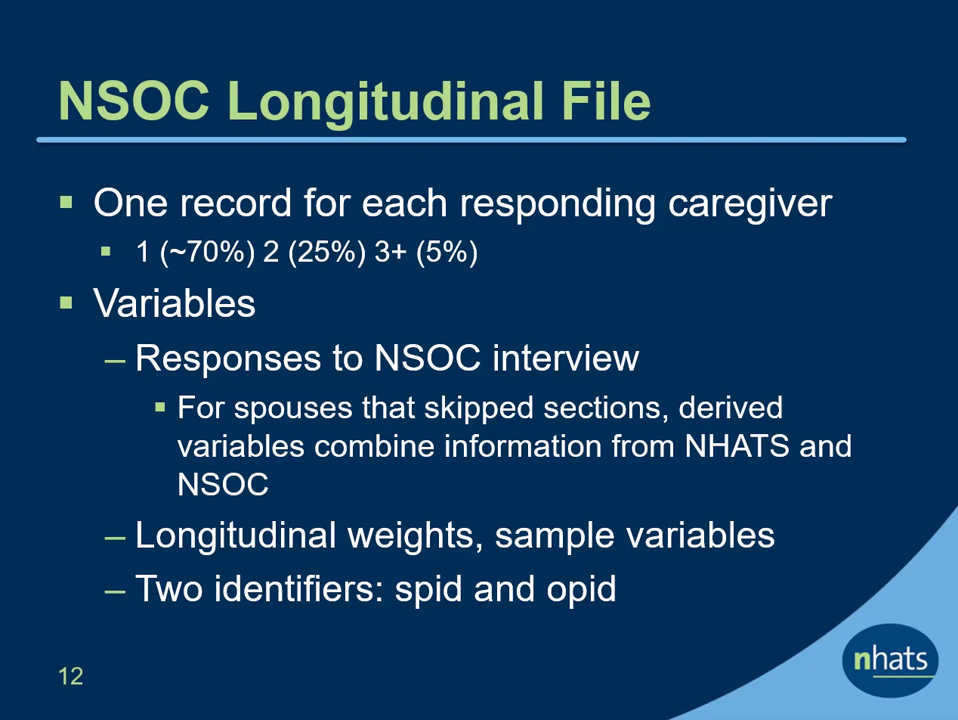 NSOC Longitudinal File
▪ One record for each responding caregiver
▪ 1 (~70%) 2 (25%) 3+ (5%)
▪ Variables
– Responses to NSOC interview
▪ For spouses that skipped sections, derived
variables combine information from NHATS and
NSOC
– Longitudinal weights, sample variables
– Two identifiers: spid and opid
12
nhats